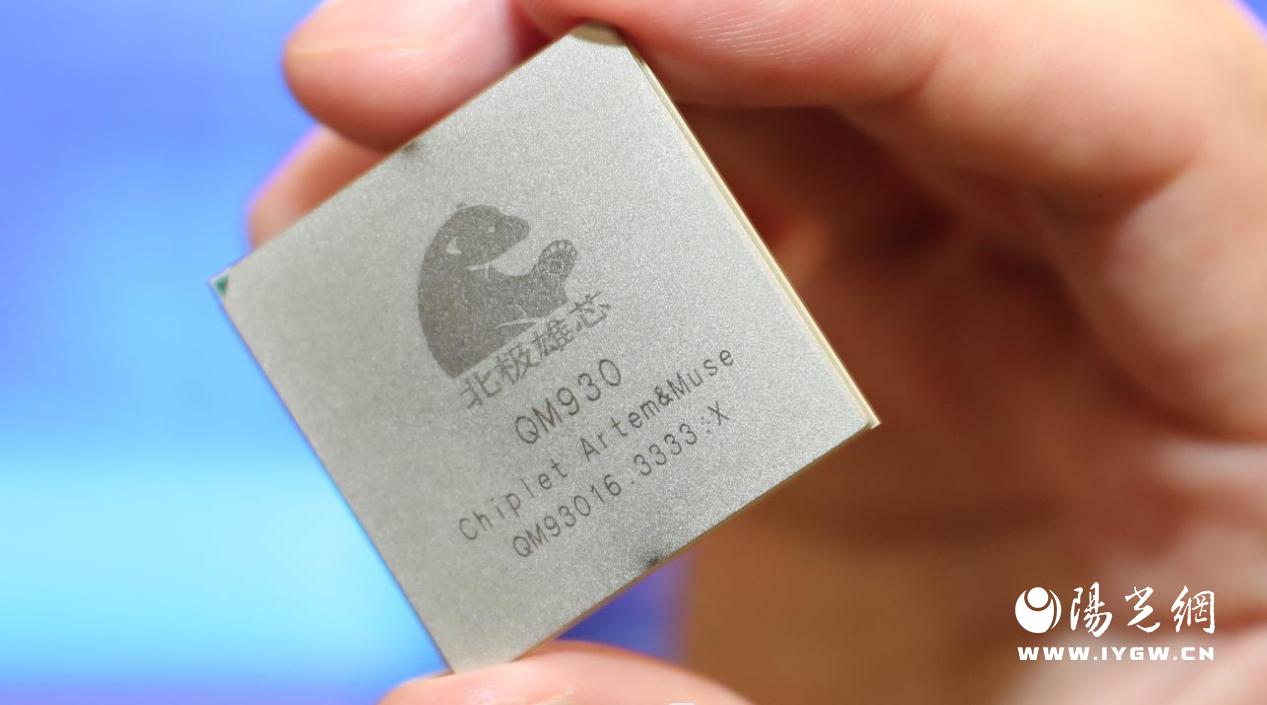 北极雄芯
QM930
Chiplet Artem&Muse
QM93016.3333:X
陽光網
WWW.IYGW.CN